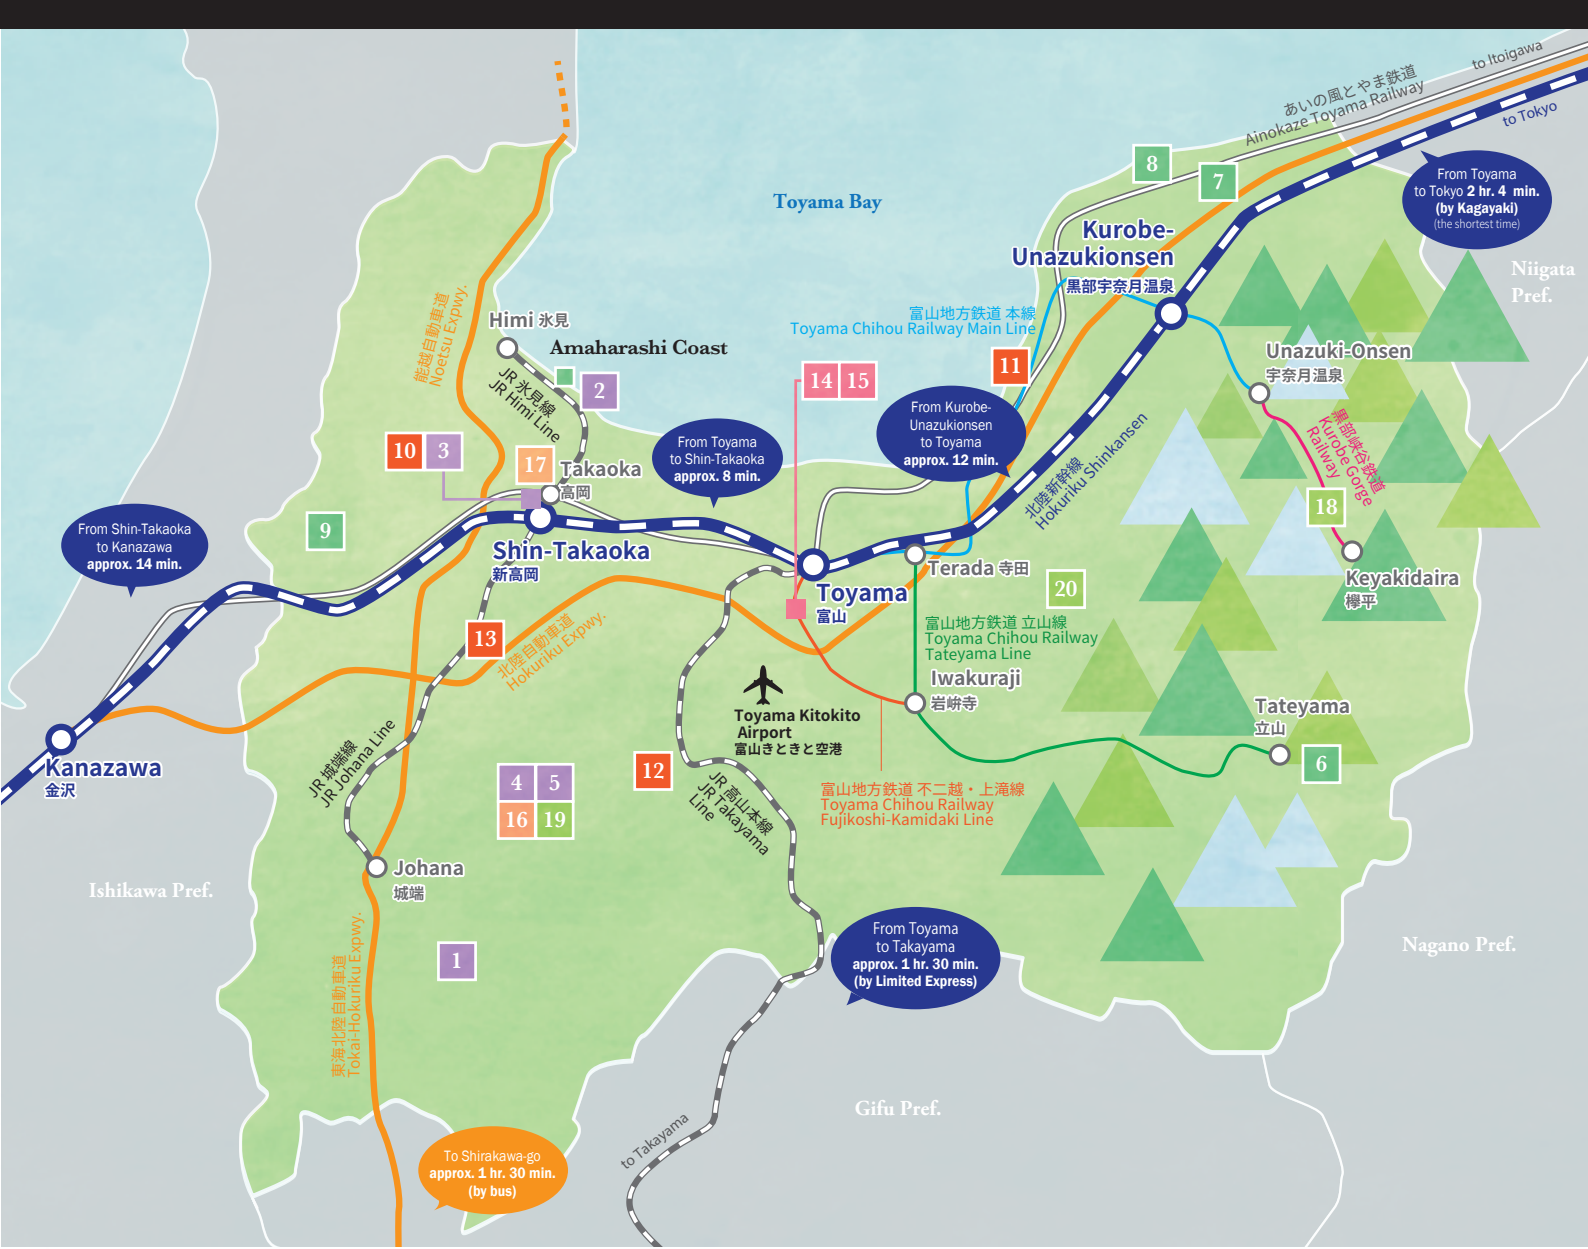 to Itoigawa
あいの風とやま鉄道
Ainokaze Toyama Railway
to Tokyo
8
7
From Toyama
to Tokyo 2 hr. 4 min.
(by Kagayaki)
(the shortest time)
Toyama Bay
Kurobe-
Unazukionsen
黒部宇奈月温泉
Niigata
Pref.
能越自動車道
Noetsu Expwy.
Himi 氷見
Amaharashi Coast
JR 氷見線
JR Himi Line
2
富山地方鉄道 本線
Toyama Chihou Railway Main Line
11
14
15
Unazuki-Onsen
宇奈月温泉
黒部峡谷鉄道
Kurobe Gorge
Railway
18
From Kurobe-
Unazukionsen
to Toyama
approx. 12 min.
北陸新幹線
Hokuriku Shinkansen
10
3
17
Takaoka
高岡
From Toyama
to Shin-Takaoka
approx. 8 min.
9
From Shin-Takaoka
to Kanazawa
approx. 14 min.
Shin-Takaoka
新高岡
Toyama
富山
Terada 寺田
20
Keyakidaira
欅平
富山地方鉄道 立山線
Toyama Chihou Railway
Tateyama Line
13
北陸自動車道
Hokuriku Expwy.
Iwakuraji
岩峅寺
Toyama Kitokito
Airport
富山きときと空港
Tateyama
立山
6
Kanazawa
金沢
JR 城端線
JR Johana Line
4
5
16
19
12
JR 高山本線
JR Takayama
Line
富山地方鉄道 不二越・上滝線
Toyama Chihou Railway
Fujikoshi-Kamidaki Line
Johana
城端
Ishikawa Pref.
Nagano Pref.
東海北陸自動車道
Tokai-Hokuriku Expwy.
1
From Toyama
to Takayama
approx. 1 hr. 30 min.
(by Limited Express)
Gifu Pref.
to Takayama
To Shirakawa-go
approx. 1 hr. 30 min.
(by bus)